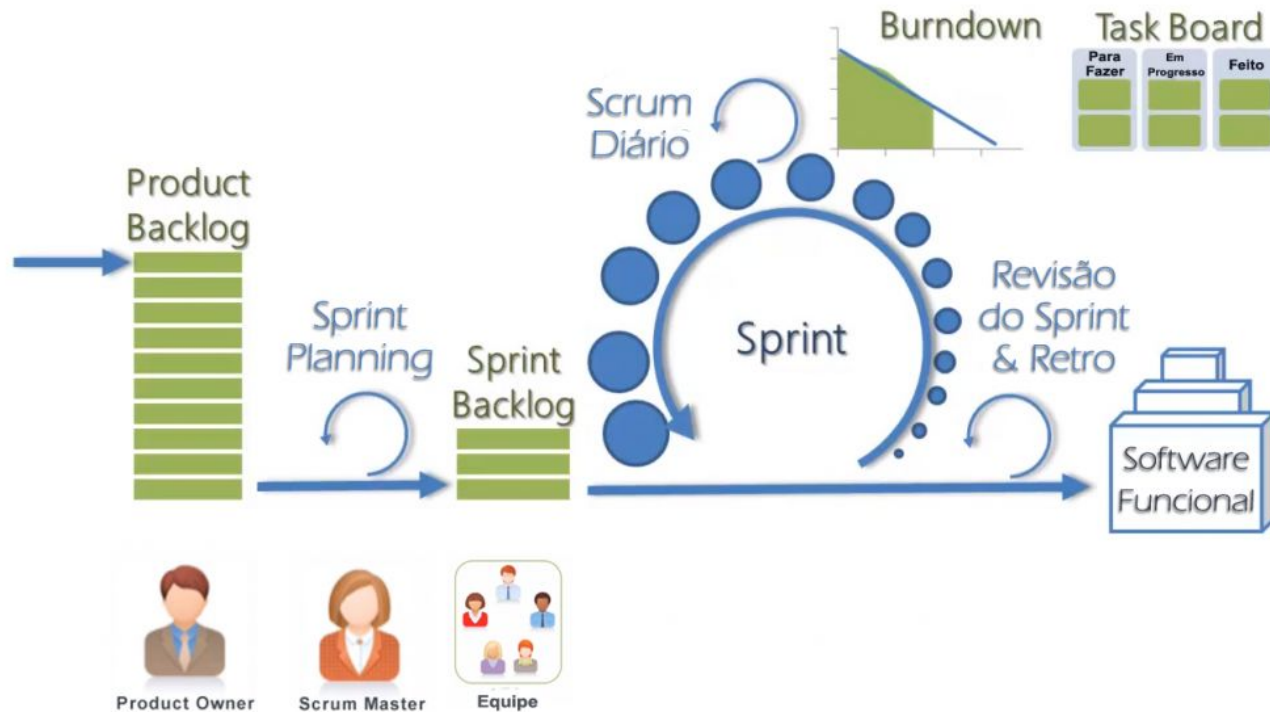 Burndown
Task Board
Para
Fazer
Em
Progresso
Feito
Scrum
Diário
Product
Backlog
Sprint
Planning
Sprint
Backlog
Sprint
Revisão
do Sprint
& Retro
Software
Funcional
Product Owner
Scrum Master
Equipe